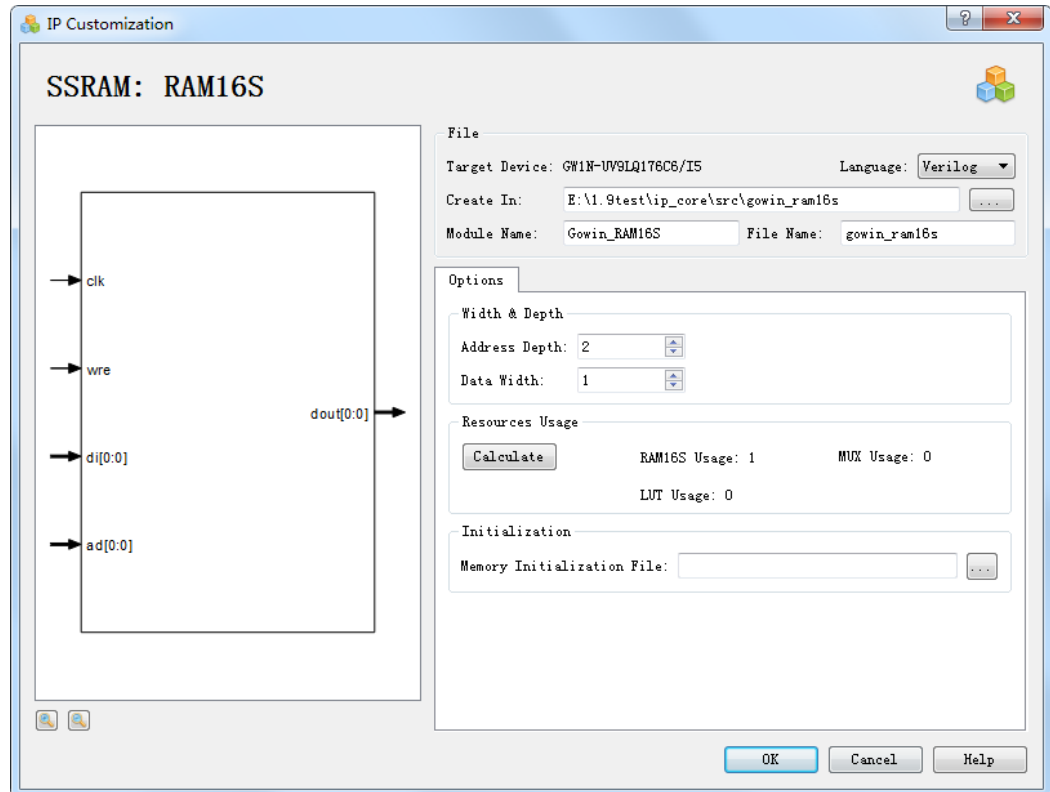 IP Customization
SSRAM: RAM16S
clk
wre
di[0:0]
ad[0:0]
dout[0:0]
File
Target Device: GW1N-UV9LQ176C6/I5 Language: Verilog
Create In: E:\1.9test\ip_core\src\gowin_ram16s ...
Module Name: Gowin_RAM16S File Name: gowin_ram16s
Options
Width & Depth
Address Depth: 2
Data Width: 1
Resources Usage
Calculate RAM16S Usage: 1 MUX Usage: 0
LUT Usage: 0
Initialization
Memory Initialization File: ...
OK Cancel Help